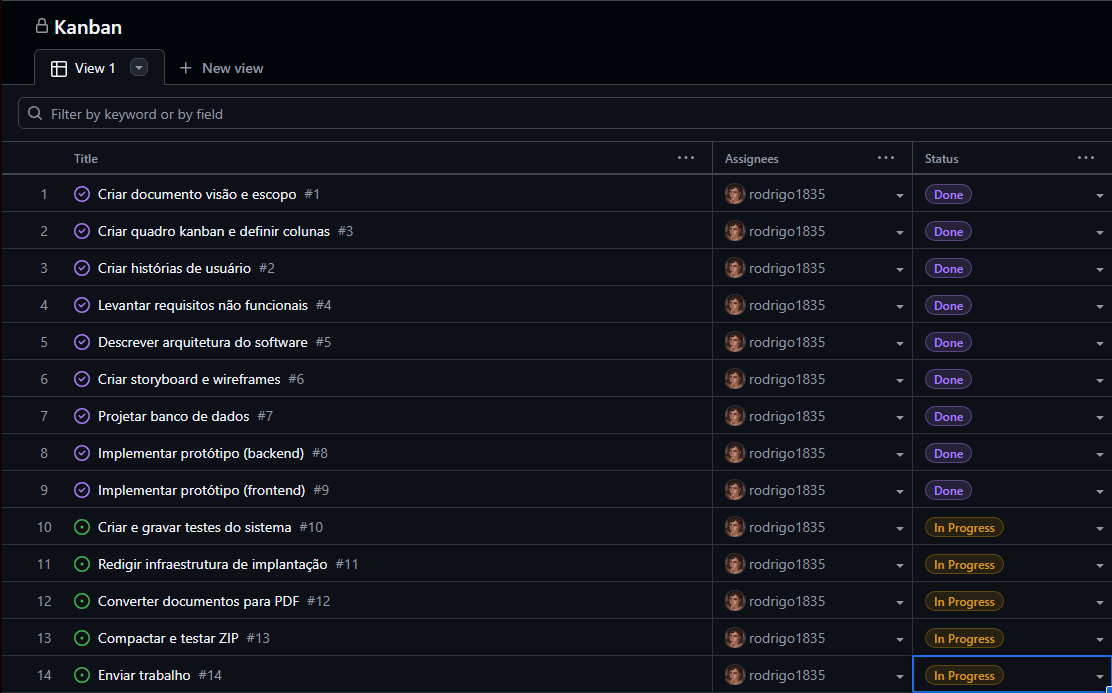 Kanban
View 1 New view
Filter by keyword or by field
Title Assignees Status
1 Criar documento visão e escopo #1 rodrigo1835 Done
2 Criar quadro kanban e definir colunas #3 rodrigo1835 Done
3 Criar histórias de usuário #2 rodrigo1835 Done
4 Levantar requisitos não funcionais #4 rodrigo1835 Done
5 Descrever arquitetura do software #5 rodrigo1835 Done
6 Criar storyboard e wireframes #6 rodrigo1835 Done
7 Projetar banco de dados #7 rodrigo1835 Done
8 Implementar protótipo (backend) #8 rodrigo1835 Done
9 Implementar protótipo (frontend) #9 rodrigo1835 Done
10 Criar e gravar testes do sistema #10 rodrigo1835 In Progress
11 Redigir infraestrutura de implantação #11 rodrigo1835 In Progress
12 Converter documentos para PDF #12 rodrigo1835 In Progress
13 Compactar e testar ZIP #13 rodrigo1835 In Progress
14 Enviar trabalho #14 rodrigo1835 In Progress